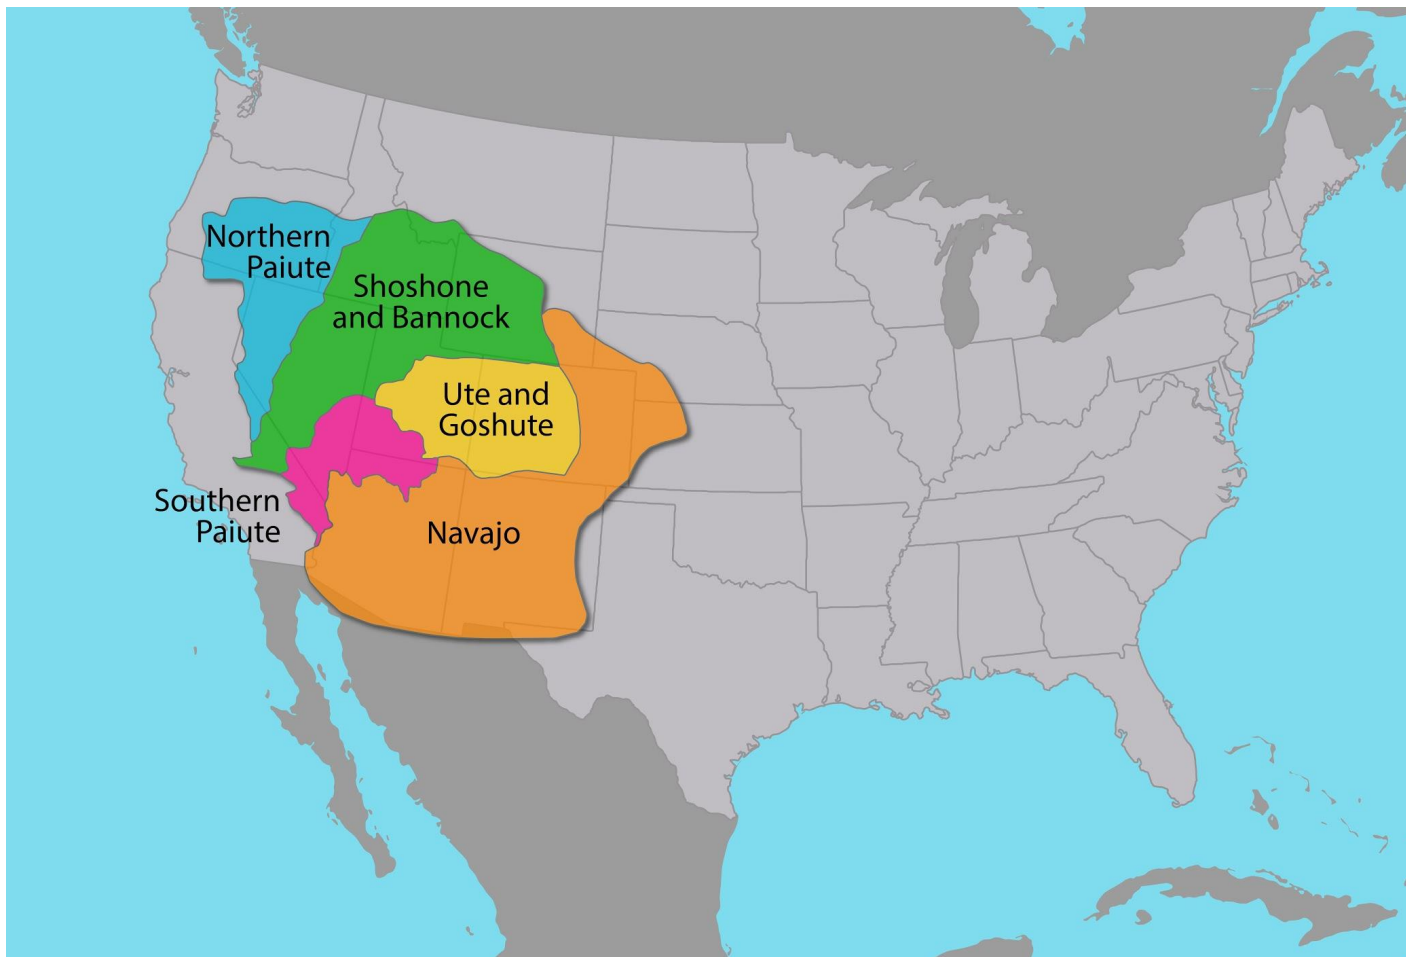 Northern
Paiute
Shoshone
and Bannock
Ute and
Goshute
Southern
Paiute
Navajo